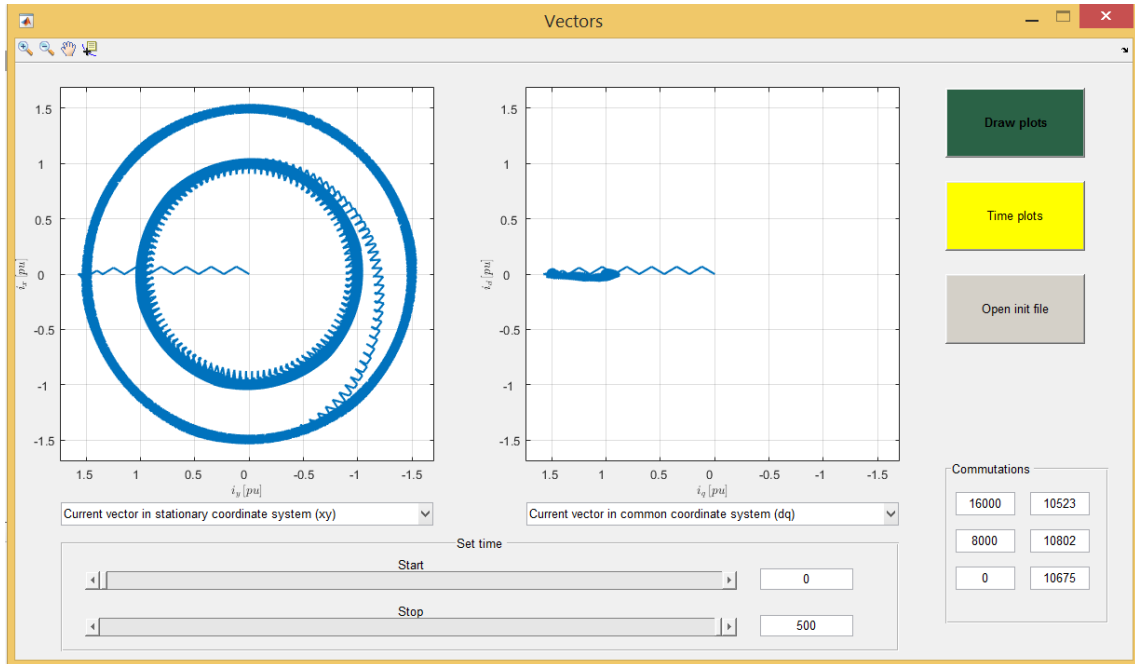 Vectors
1.5
1
0.5
0
-0.5
-1
-1.5
i_x [pu]
1.5 1 0.5 0 -0.5 -1 -1.5
i_y [pu]
Current vector in stationary coordinate system (xy)
1.5
1
0.5
0
-0.5
-1
-1.5
i_d [pu]
1.5 1 0.5 0 -0.5 -1 -1.5
i_q [pu]
Current vector in common coordinate system (dq)
Draw plots
Time plots
Open init file
Commutations
16000 10523
8000 10802
0 10675
Set time
Start
0
Stop
500